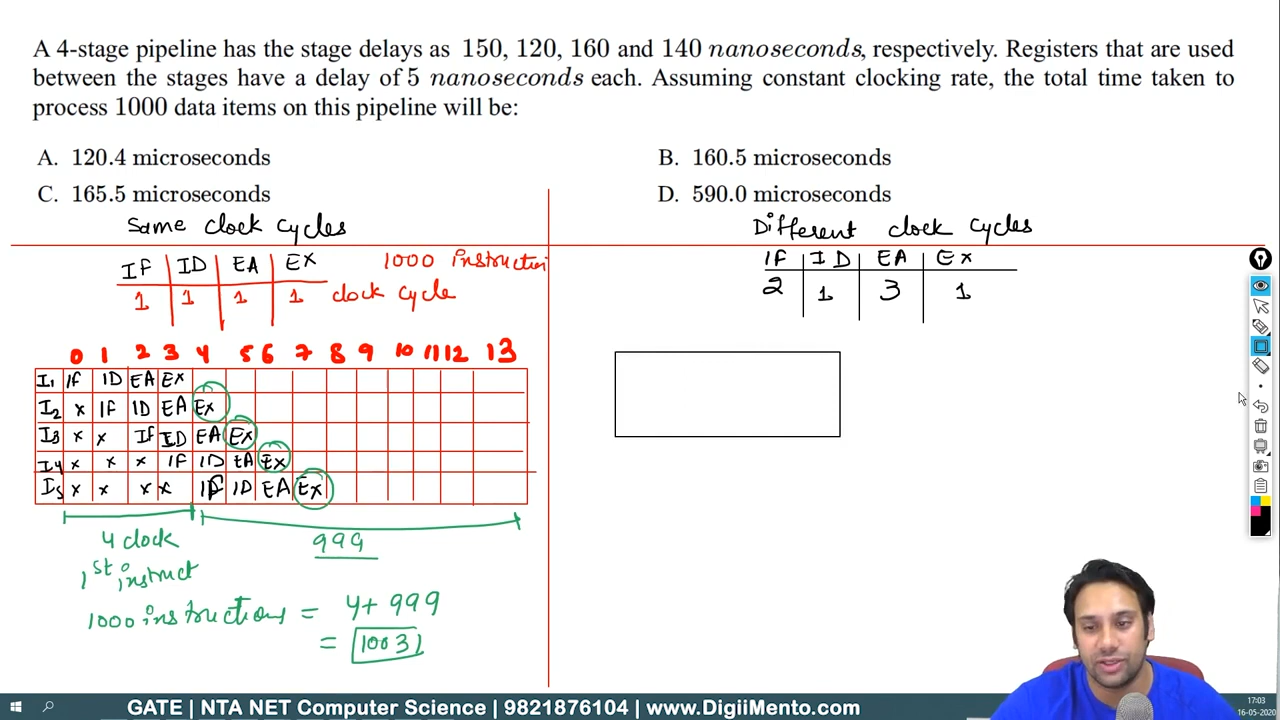 A 4-stage pipeline has the stage delays as 150, 120, 160 and 140 nanoseconds, respectively. Registers that are used
between the stages have a delay of 5 nanoseconds each. Assuming constant clocking rate, the total time taken to
process 1000 data items on this pipeline will be:
A. 120.4 microseconds
B. 160.5 microseconds
C. 165.5 microseconds
D. 590.0 microseconds
Same clock cycles
IF ID EA EX 1000 instruction
1 1 1 1 clock cycle
0 1 2 3 4 5 6 7 8 9 10 11 12 13
I1 IF ID EA EX
I2 x IF ID EA EX
I3 x x IF ID EA EX
I4 x x x IF ID EA EX
I5 x x x x IF ID EA EX
4 clock
1st instruct
999
1000 instructions = 4+ 999
= 1003
Different clock cycles
IF ID EA EX
2 1 3 1
GATE | NTA NET Computer Science | 9821876104 | www.DigiiMento.com
17:03
16-05-2020